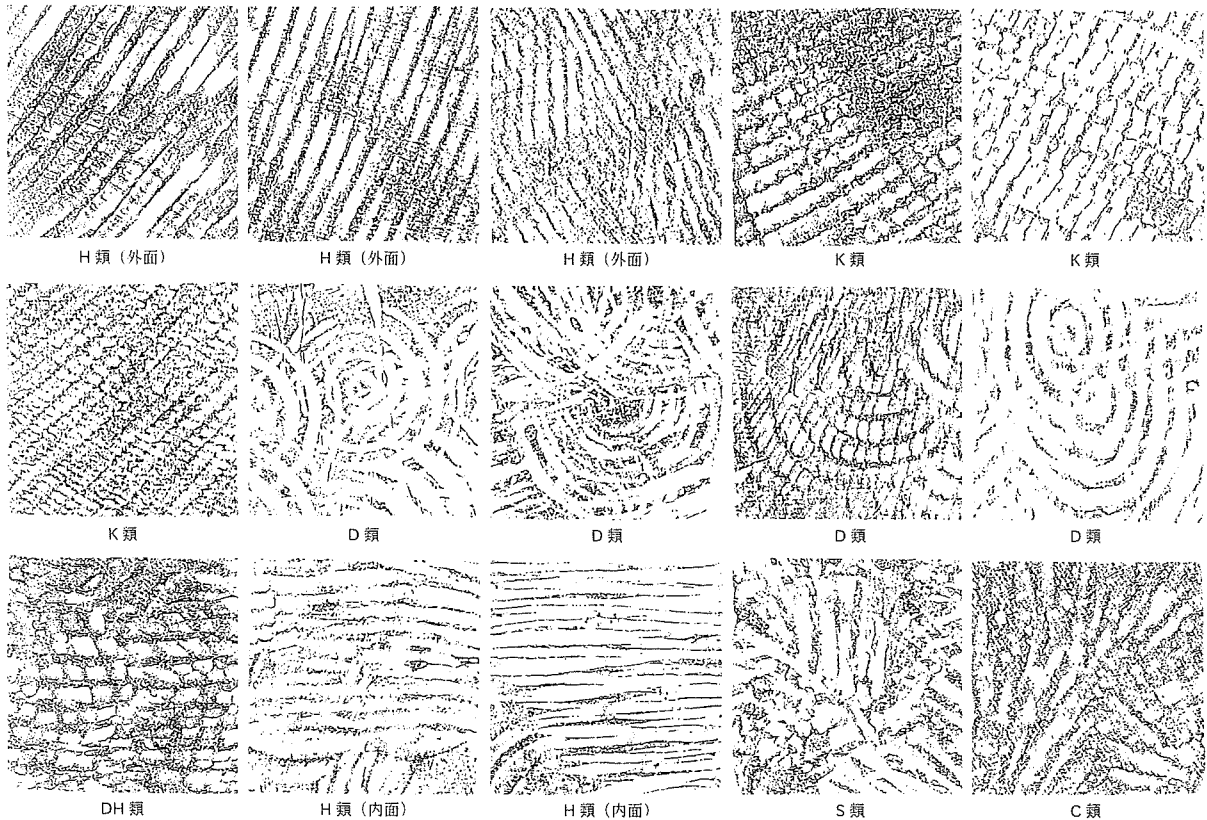 H 類（外面）
H 類（外面）
H 類（外面）
K 類
K 類
K 類
D 類
D 類
D 類
D 類
DH 類
H 類（内面）
H 類（内面）
S 類
C 類